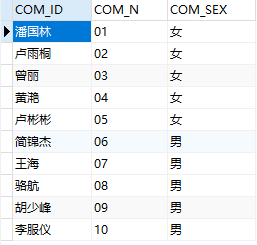 COM_ID COM_N COM_SEX
潘国林 01 女
卢雨桐 02 女
曾丽 03 女
黄滟 04 女
卢彬彬 05 女
简锦杰 06 男
王海 07 男
骆航 08 男
胡少峰 09 男
李服仪 10 男